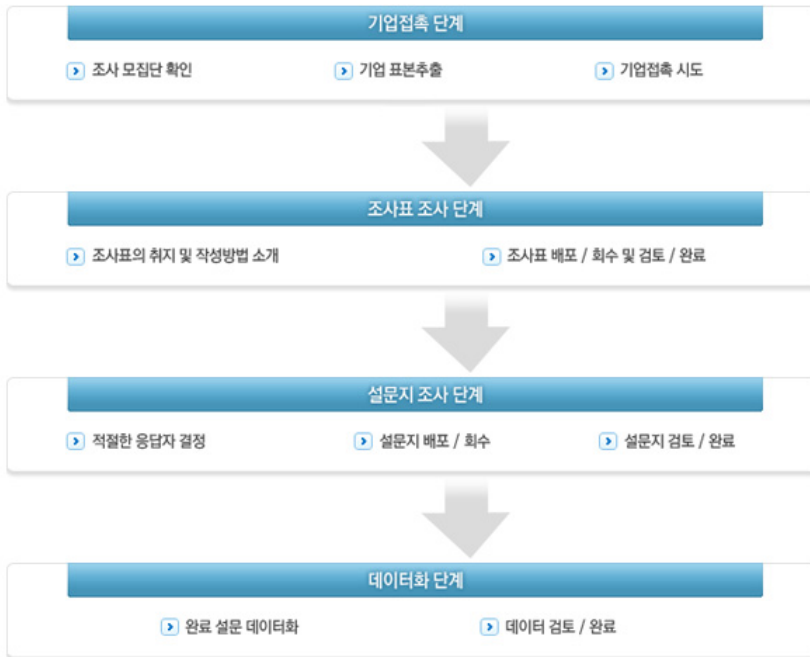 기업접촉 단계
조사 모집단 확인 기업 표본추출 기업접촉 시도
조사표 조사 단계
조사표의 취지 및 작성방법 소개 조사표 배포 / 회수 및 검토 / 완료
설문지 조사 단계
적절한 응답자 결정 설문지 배포 / 회수 설문지 검토 / 완료
데이터화 단계
완료 설문 데이터화 데이터 검토 / 완료